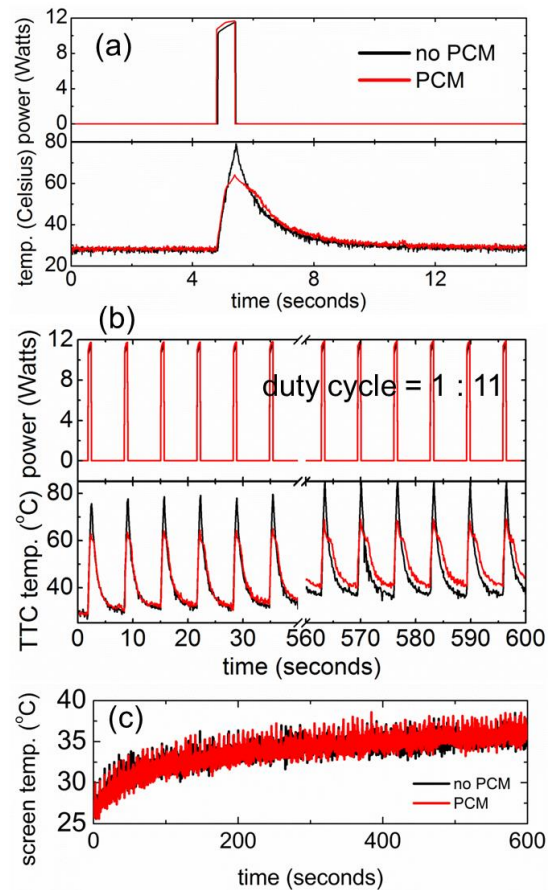 (a)
power (Watts)
12
8
4
0
no PCM
PCM
temp. (Celsius)
80
60
40
20
0 4 8 12
time (seconds)
(b)
power (Watts)
12
8
4
0
duty cycle = 1 : 11
TTC temp. (°C)
80
60
40
0 10 20 30 560 570 580 590 600
time (seconds)
(c)
screen temp. (°C)
40
35
30
25
no PCM
PCM
0 200 400 600
time (seconds)